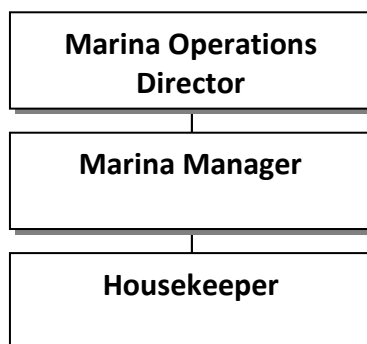 Marina Operations
Director
Marina Manager
Housekeeper